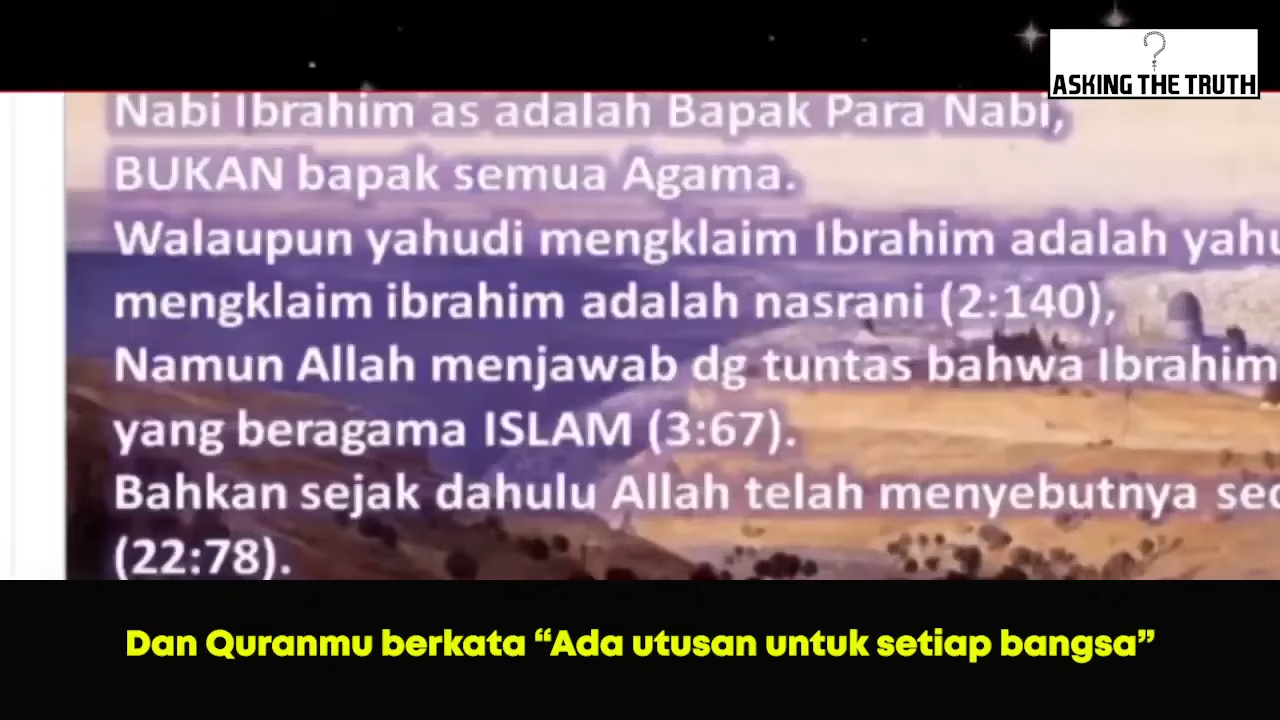 ?
ASKING THE TRUTH
Nabi Ibrahim as adalah Bapak Para Nabi,
BUKAN bapak semua Agama.
Walaupun yahudi mengklaim Ibrahim adalah
mengklaim ibrahim adalah nasrani (2:140),
Namun Allah menjawab dg tuntas bahwa Ibrahim
yang beragama ISLAM (3:67).
Bahkan sejak dahulu Allah telah menyebutnya
(22:78).
Dan Quranmu berkata “Ada utusan untuk setiap bangsa”